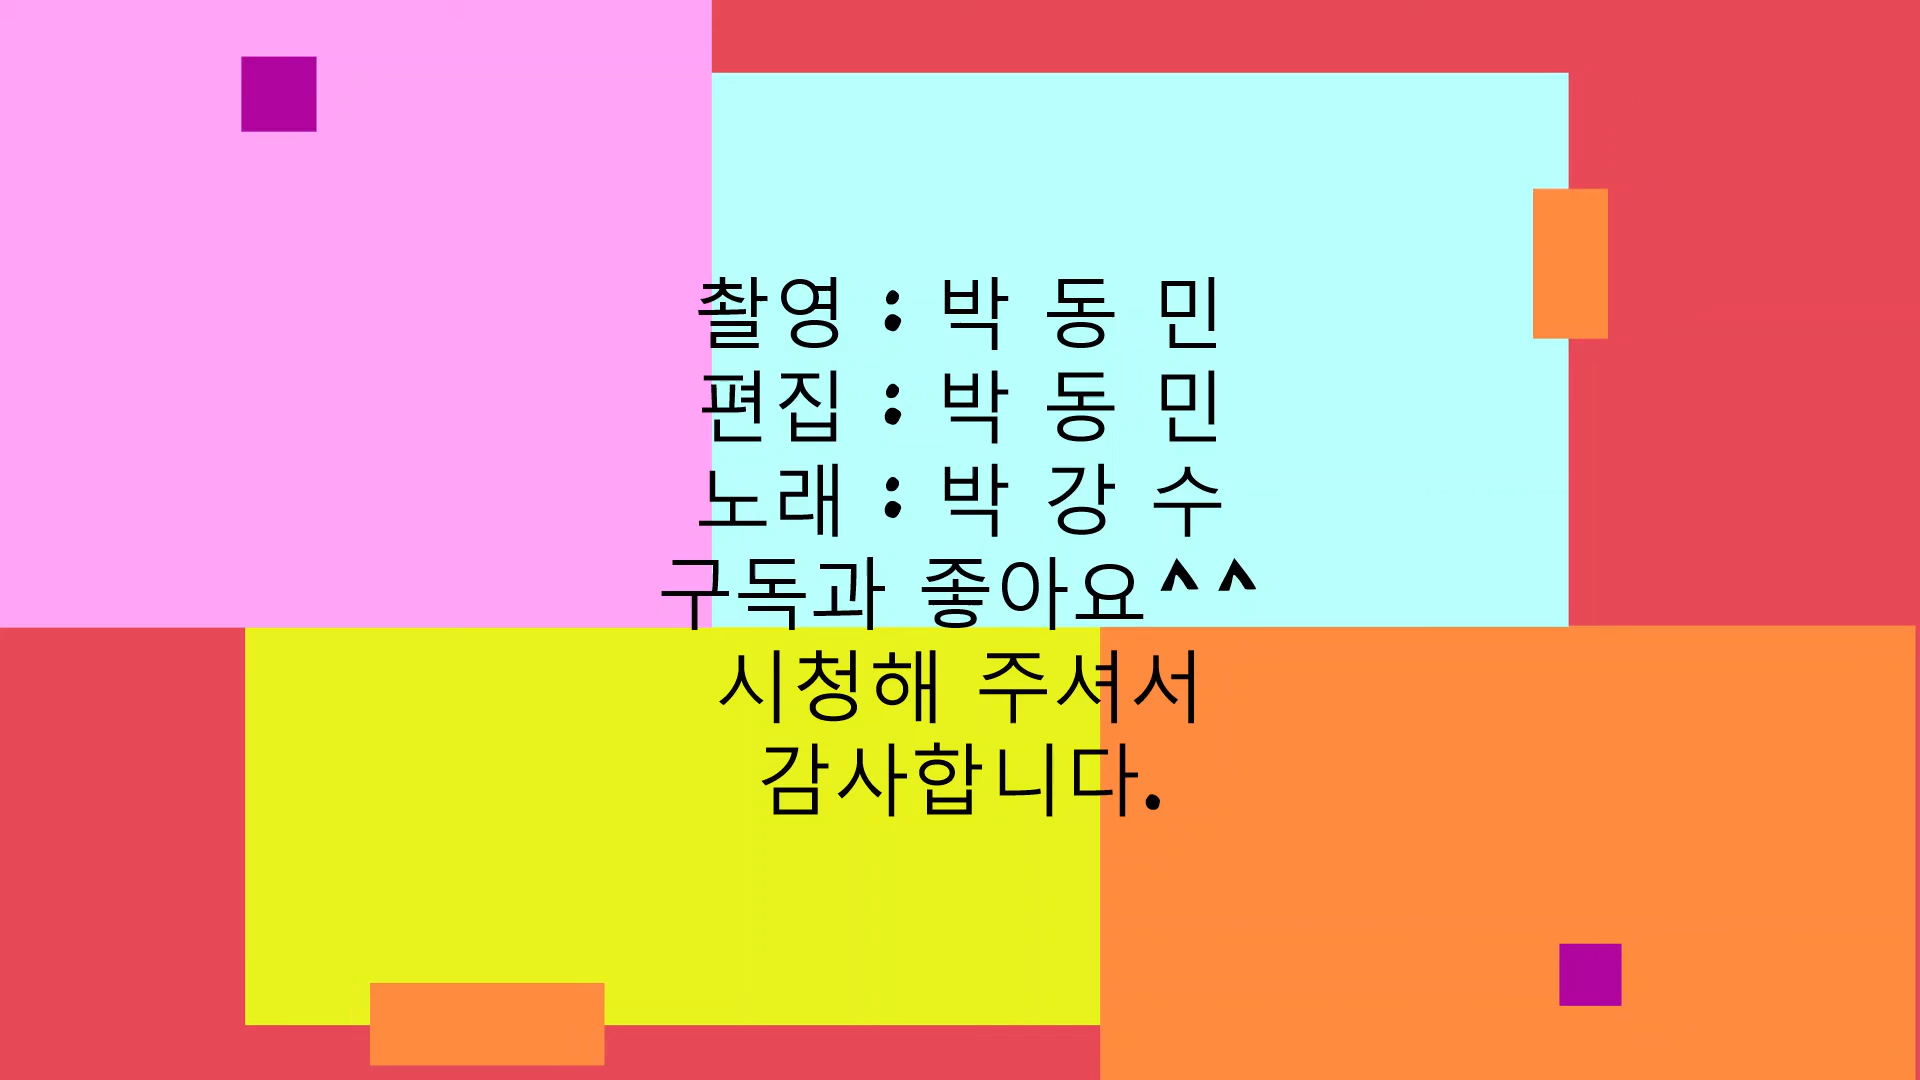 촬영 : 박 동 민
편집 : 박 동 민
노래 : 박 강 수
구독과 좋아요^^
시청해 주셔서
감사합니다.